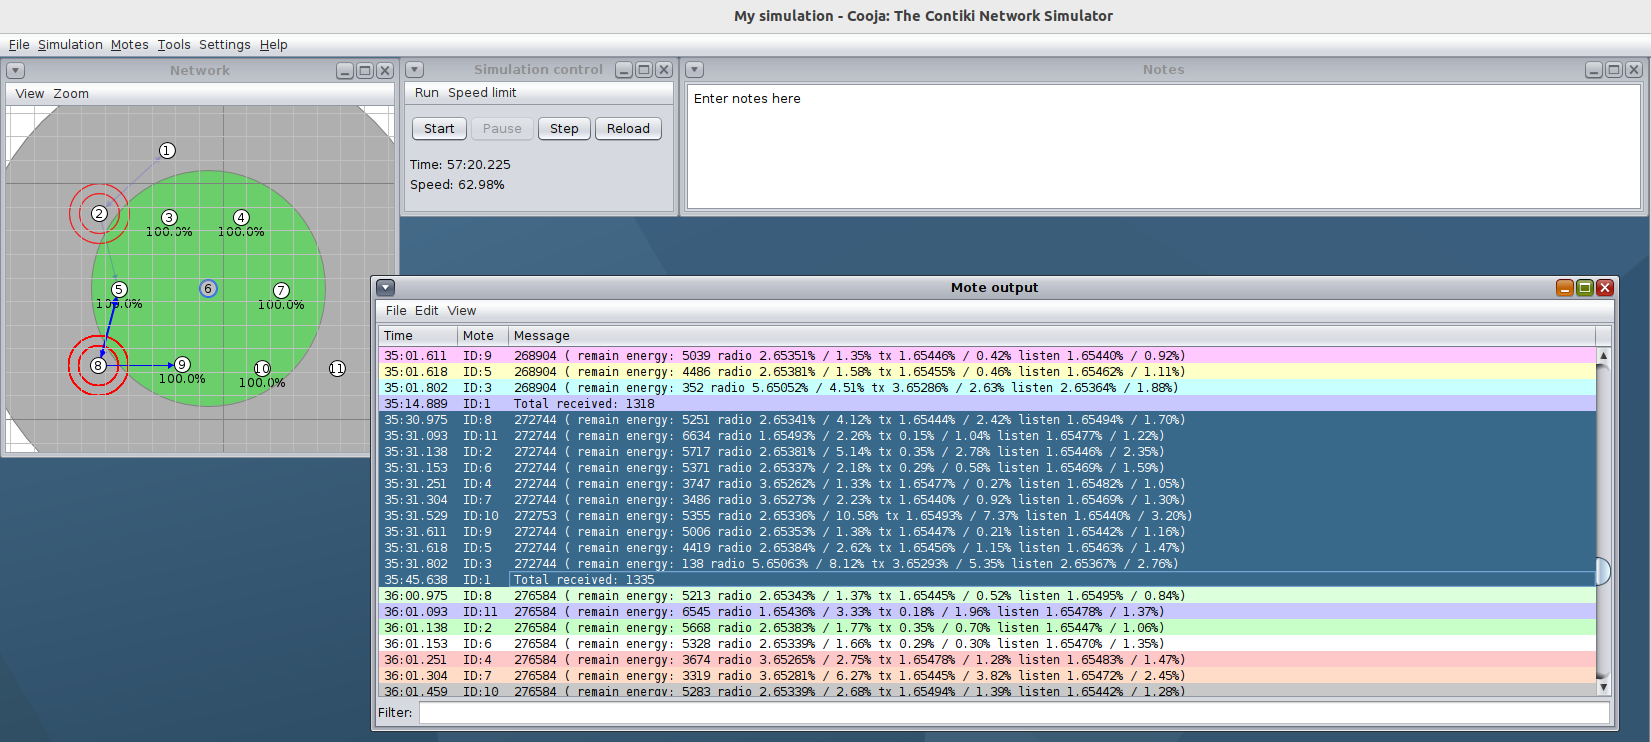 My simulation - Cooja: The Contiki Network Simulator
File Simulation Motes Tools Settings Help
Network
View Zoom
1
2
3
100.0%
4
100.0%
5
100.0%
6
7
100.0%
8
9
100.0%
10
100.0%
11
Simulation control
Run Speed limit
Start Pause Step Reload
Time: 57:20.225
Speed: 62.98%
Notes
Enter notes here
Mote output
File Edit View
Time Mote Message
35:01.611 ID:9 268904 ( remain energy: 5039 radio 2.65351% / 1.35% tx 1.65446% / 0.42% listen 1.65440% / 0.92%)
35:01.618 ID:5 268904 ( remain energy: 4486 radio 2.65381% / 1.58% tx 1.65455% / 0.46% listen 1.65462% / 1.11%)
35:01.802 ID:3 268904 ( remain energy: 352 radio 5.65052% / 4.51% tx 3.65286% / 2.63% listen 2.65364% / 1.88%)
35:14.889 ID:1 Total received: 1318
35:30.975 ID:8 272744 ( remain energy: 5251 radio 2.65341% / 4.12% tx 1.65444% / 2.42% listen 1.65494% / 1.70%)
35:31.093 ID:11 272744 ( remain energy: 6634 radio 1.65493% / 2.26% tx 0.15% / 1.04% listen 1.65477% / 1.22%)
35:31.138 ID:2 272744 ( remain energy: 5717 radio 2.65381% / 5.14% tx 0.35% / 2.78% listen 1.65446% / 2.35%)
35:31.153 ID:6 272744 ( remain energy: 5371 radio 2.65337% / 2.18% tx 0.29% / 0.58% listen 1.65469% / 1.59%)
35:31.251 ID:4 272744 ( remain energy: 3747 radio 3.65262% / 1.33% tx 1.65477% / 0.27% listen 1.65482% / 1.05%)
35:31.304 ID:7 272744 ( remain energy: 3486 radio 3.65273% / 2.23% tx 1.65440% / 0.92% listen 1.65469% / 1.30%)
35:31.529 ID:10 272753 ( remain energy: 5355 radio 2.65336% / 10.58% tx 1.65493% / 7.37% listen 1.65440% / 3.20%)
35:31.611 ID:9 272744 ( remain energy: 5006 radio 2.65353% / 1.38% tx 1.65447% / 0.21% listen 1.65442% / 1.16%)
35:31.618 ID:5 272744 ( remain energy: 4419 radio 2.65384% / 2.62% tx 1.65456% / 1.15% listen 1.65463% / 1.47%)
35:31.802 ID:3 272744 ( remain energy: 138 radio 5.65063% / 8.12% tx 3.65293% / 5.35% listen 2.65367% / 2.76%)
35:45.638 ID:1 Total received: 1335
36:00.975 ID:8 276584 ( remain energy: 5213 radio 2.65343% / 1.37% tx 1.65445% / 0.52% listen 1.65495% / 0.84%)
36:01.093 ID:11 276584 ( remain energy: 6545 radio 1.65436% / 3.33% tx 0.18% / 1.96% listen 1.65478% / 1.37%)
36:01.138 ID:2 276584 ( remain energy: 5668 radio 2.65383% / 1.77% tx 0.35% / 0.70% listen 1.65447% / 1.06%)
36:01.153 ID:6 276584 ( remain energy: 5328 radio 2.65339% / 1.66% tx 0.29% / 0.30% listen 1.65470% / 1.35%)
36:01.251 ID:4 276584 ( remain energy: 3674 radio 3.65265% / 2.75% tx 1.65478% / 1.28% listen 1.65483% / 1.47%)
36:01.304 ID:7 276584 ( remain energy: 3319 radio 3.65281% / 6.27% tx 1.65445% / 3.82% listen 1.65472% / 2.45%)
36:01.459 ID:10 276584 ( remain energy: 5283 radio 2.65339% / 2.68% tx 1.65494% / 1.39% listen 1.65442% / 1.28%)
Filter: